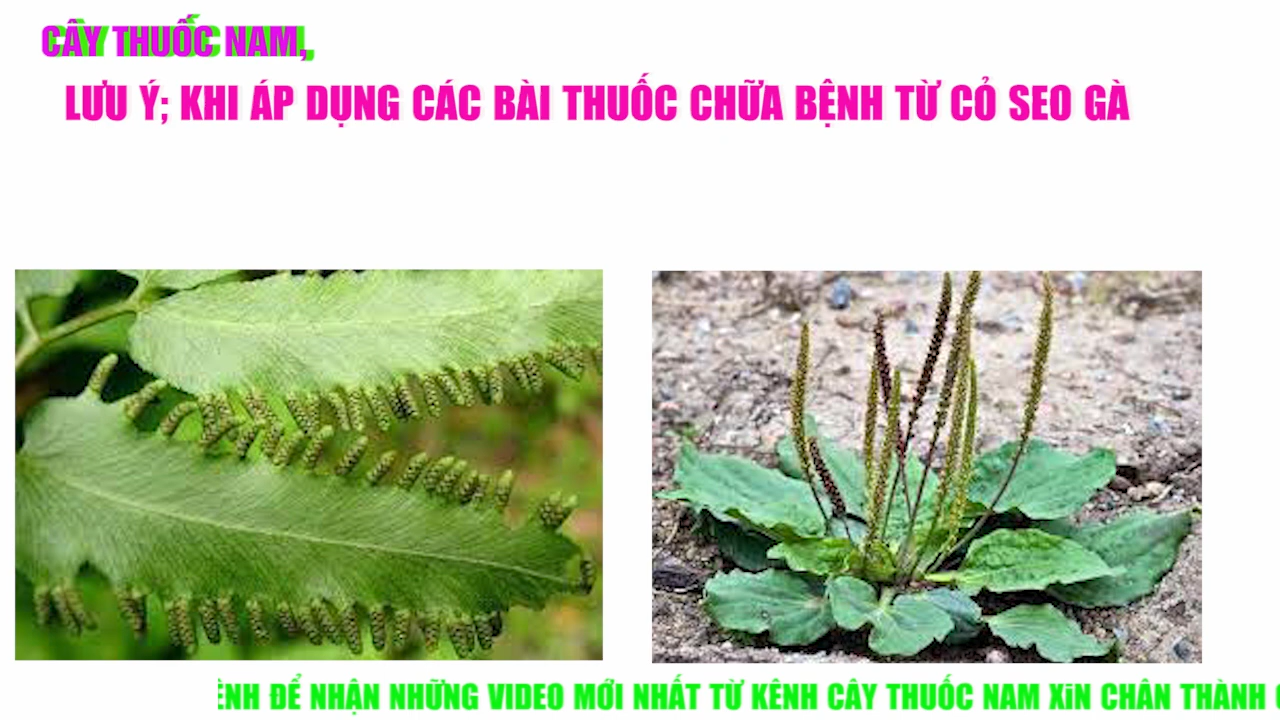 CÂY THUỐC NAM,
LƯU Ý; KHI ÁP DỤNG CÁC BÀI THUỐC CHỮA BỆNH TỪ CỎ SEO GÀ
ĐỂ NHẬN NHỮNG VIDEO MỚI NHẤT TỪ KÊNH CÂY THUỐC NAM XiN CHÂN THÀNH